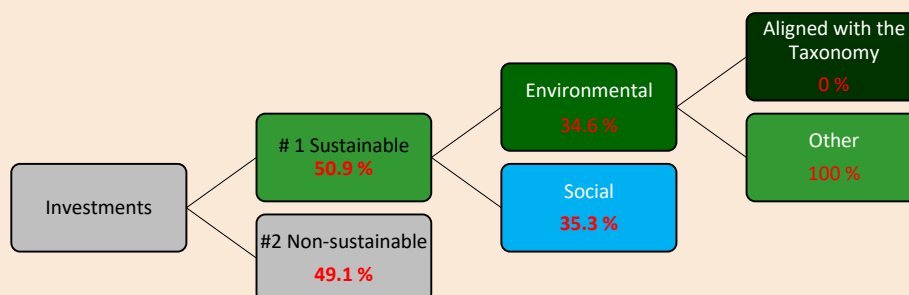 Investments
# 1 Sustainable
50.9 %
#2 Non-sustainable
49.1 %
Environmental
34.6 %
Social
35.3 %
Aligned with the
Taxonomy
0 %
Other
100 %